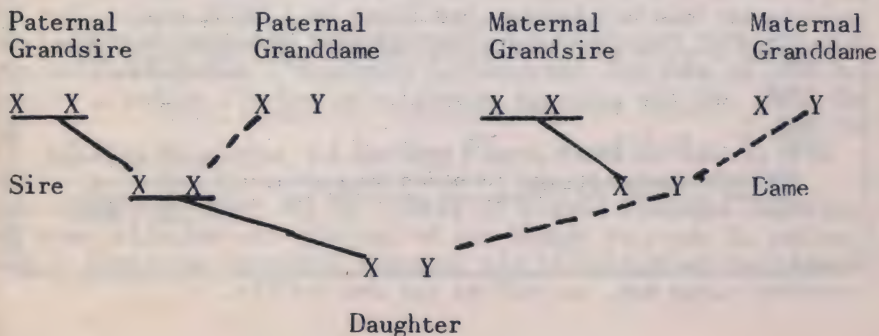 Paternal Paternal Maternal Maternal
Grandsire Granddame Grandsire Granddame
X X X Y X X X Y
Sire X X X Y Dame
X Y
Daughter